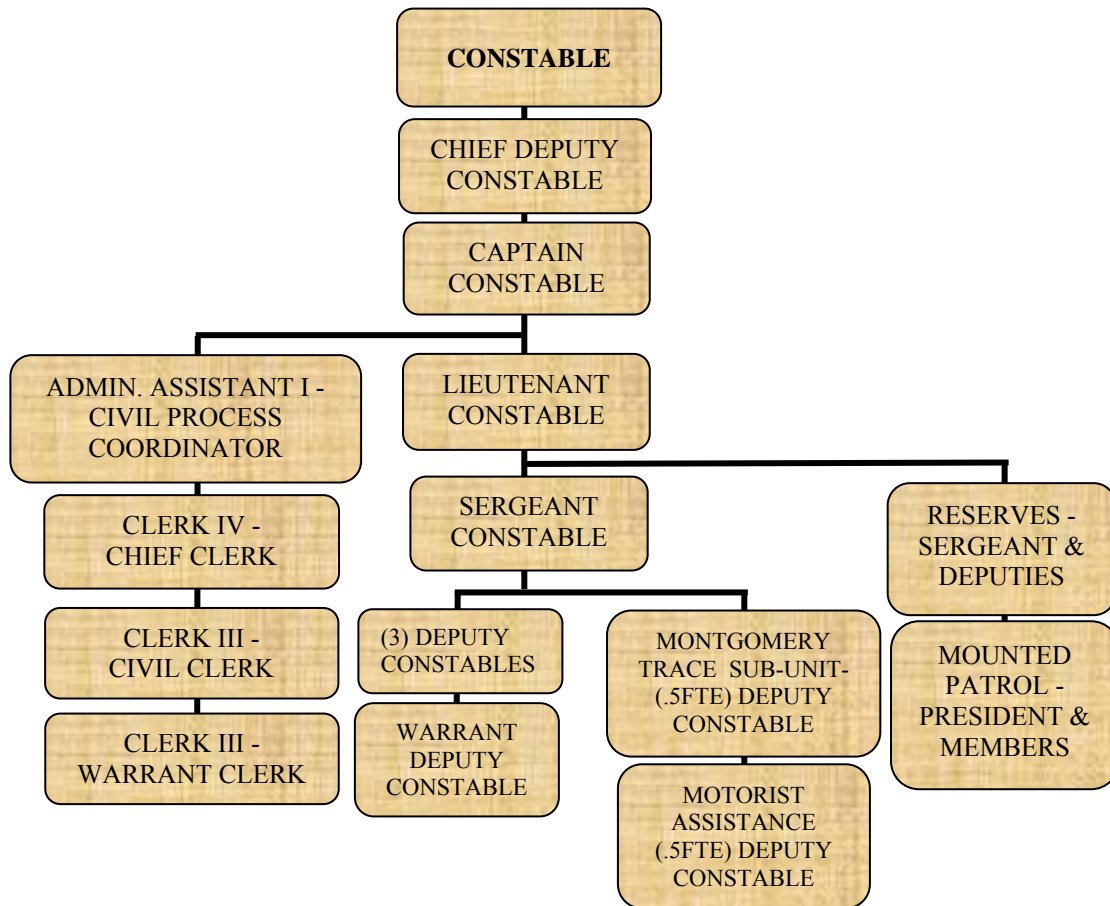 CONSTABLE
CHIEF DEPUTY
CONSTABLE
CAPTAIN
CONSTABLE
ADMIN. ASSISTANT I -
CIVIL PROCESS
COORDINATOR
LIEUTENANT
CONSTABLE
CLERK IV -
CHIEF CLERK
SERGEANT
CONSTABLE
RESERVES -
SERGEANT &
DEPUTIES
CLERK III -
CIVIL CLERK
(3) DEPUTY
CONSTABLES
MONTGOMERY
TRACE SUB-UNIT-
(.5FTE) DEPUTY
CONSTABLE
MOUNTED
PATROL -
PRESIDENT &
MEMBERS
CLERK III -
WARRANT CLERK
WARRANT
DEPUTY
CONSTABLE
MOTORIST
ASSISTANCE
(.5FTE) DEPUTY
CONSTABLE